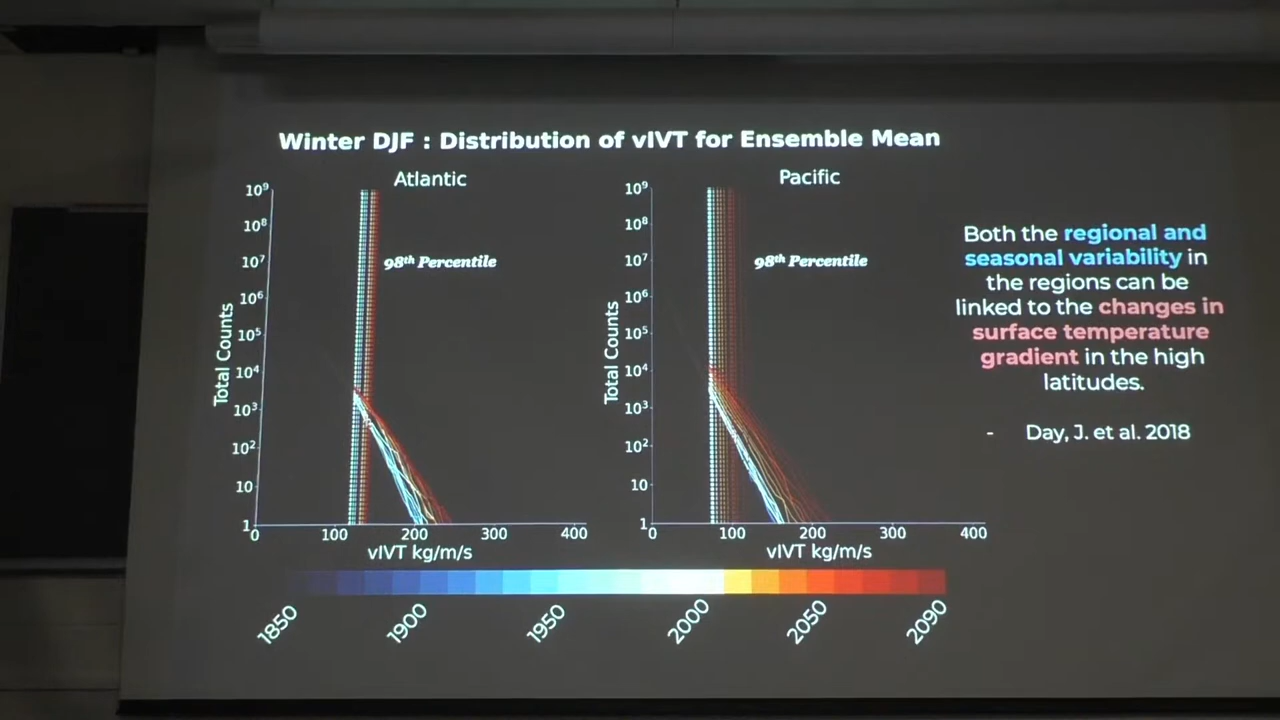 Winter DJF : Distribution of vIVT for Ensemble Mean
Atlantic
10⁹
10⁸
10⁷
10⁶
10⁵
10⁴
10³
10²
10
1
Total Counts
98th Percentile
0 100 200 300 400
vIVT kg/m/s
Pacific
10⁹
10⁸
10⁷
10⁶
10⁵
10⁴
10³
10²
10
1
Total Counts
98th Percentile
0 100 200 300 400
vIVT kg/m/s
1850 1900 1950 2000 2050 2090
Both the regional and
seasonal variability in
the regions can be
linked to the changes in
surface temperature
gradient in the high
latitudes.
- Day, J. et al. 2018